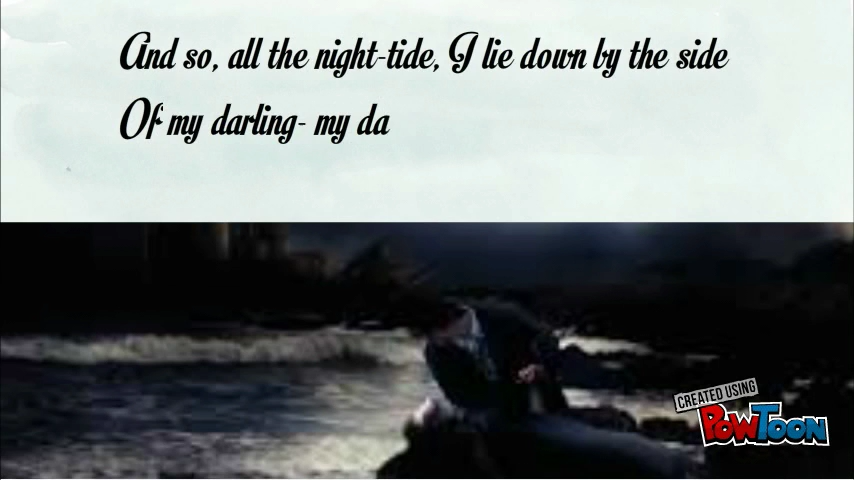 And so, all the night-tide, I lie down by the side
Of my darling- my da
CREATED USING
POWTOON